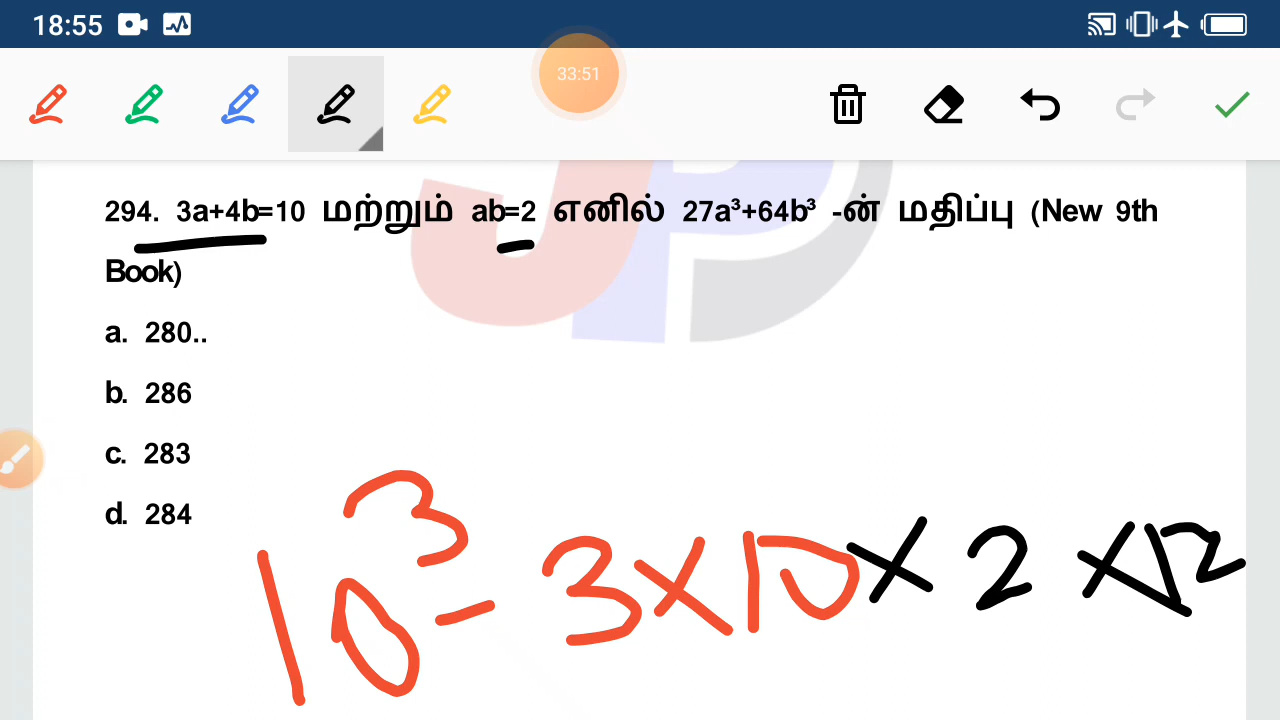 18:55
33:51
294. 3a+4b=10 மற்றும் ab=2 எனில் 27a³+64b³ -ன் மதிப்பு (New 9th
Book)
a. 280..
b. 286
c. 283
d. 284
10³ - 3×10×2×12